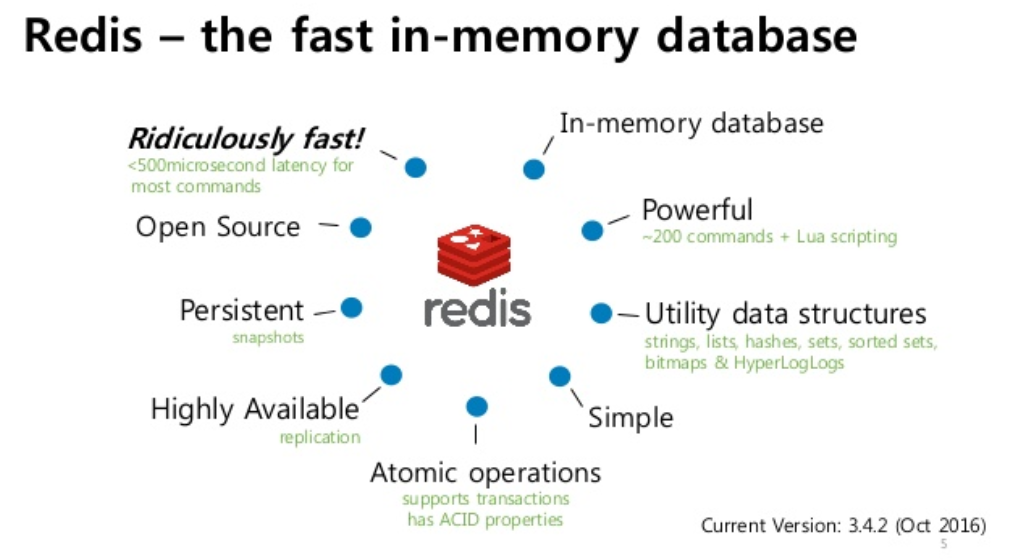 Redis – the fast in-memory database
Ridiculously fast!
<500microsecond latency for
most commands
Open Source
Persistent
snapshots
Highly Available
replication
Atomic operations
supports transactions
has ACID properties
In-memory database
Powerful
~200 commands + Lua scripting
Utility data structures
strings, lists, hashes, sets, sorted sets,
bitmaps & HyperLogLogs
Simple
redis
Current Version: 3.4.2 (Oct 2016)
5